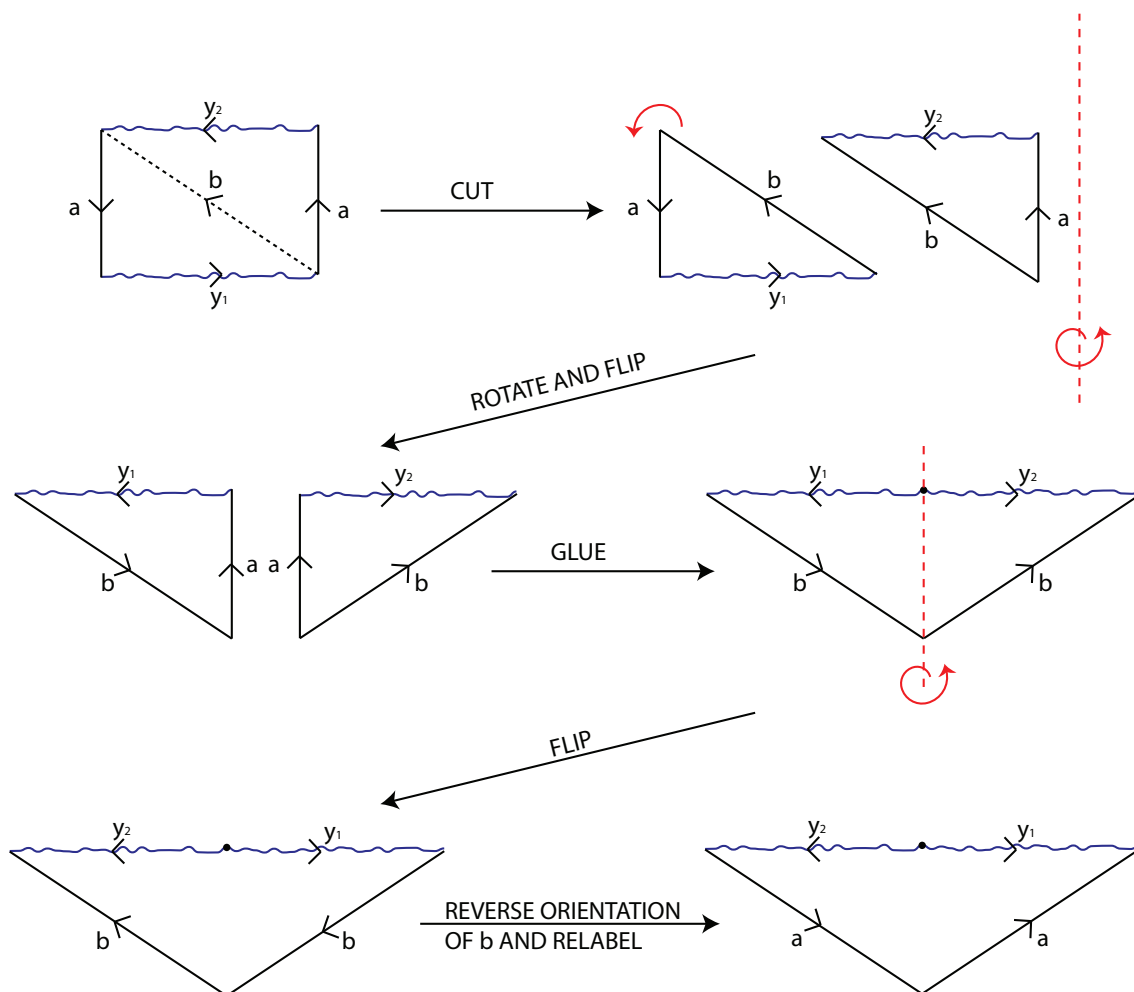 y₂
b
a
a
y₁
CUT
a
b
y₁
y₂
b
a
ROTATE AND FLIP
y₁
b
a
y₂
a
b
GLUE
y₁
y₂
b
b
FLIP
y₂
y₁
b
b
REVERSE ORIENTATION
OF b AND RELABEL
y₂
y₁
a
a